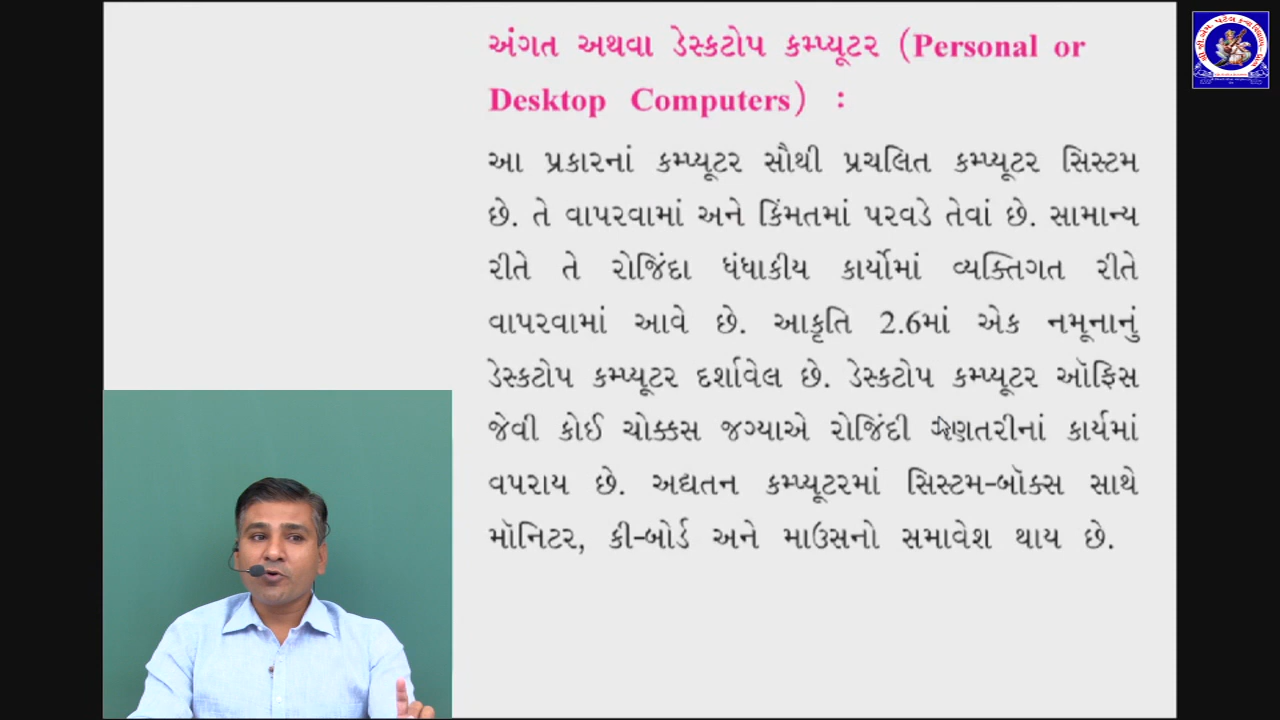 અંગત અથવા ડેસ્કટોપ કમ્પ્યૂટર (Personal or
Desktop Computers) :
આ પ્રકારનાં કમ્પ્યૂટર સૌથી પ્રચલિત કમ્પ્યૂટર સિસ્ટમ
છે. તે વાપરવામાં અને કિંમતમાં પરવડે તેવાં છે. સામાન્ય
રીતે તે રોજિંદા ધંધાકીય કાર્યોમાં વ્યક્તિગત રીતે
વાપરવામાં આવે છે. આકૃતિ 2.6માં એક નમૂનાનું
ડેસ્કટોપ કમ્પ્યૂટર દર્શાવેલ છે. ડેસ્કટોપ કમ્પ્યૂટર ઑફિસ
જેવી કોઈ ચોક્કસ જગ્યાએ રોજિંદી ગણતરીનાં કાર્યમાં
વપરાય છે. અદ્યતન કમ્પ્યૂટરમાં સિસ્ટમ-બૉક્સ સાથે
મૉનિટર, કી-બોર્ડ અને માઉસનો સમાવેશ થાય છે.